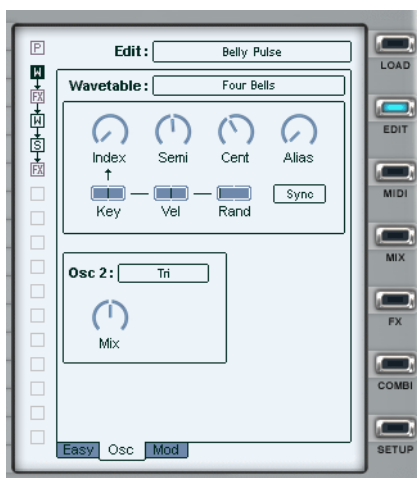 P
Edit: Belly Pulse
LOAD
W
Wavetable: Four Bells
FX
W
EDIT
S
FX
Index Semi Cent Alias
Sync
MIDI
Key Vel Rand
MIX
Osc 2: Tri
FX
Mix
COMBI
Easy Osc Mod
SETUP